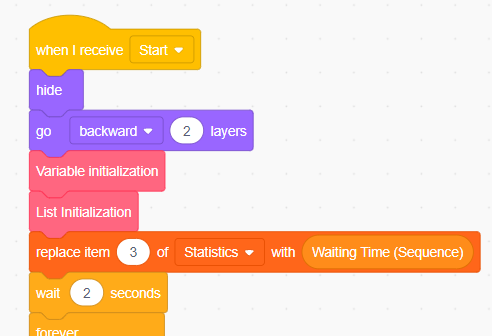 when I receive Start
hide
go backward 2 layers
Variable initialization
List Initialization
replace item 3 of Statistics with Waiting Time (Sequence)
wait 2 seconds
forever